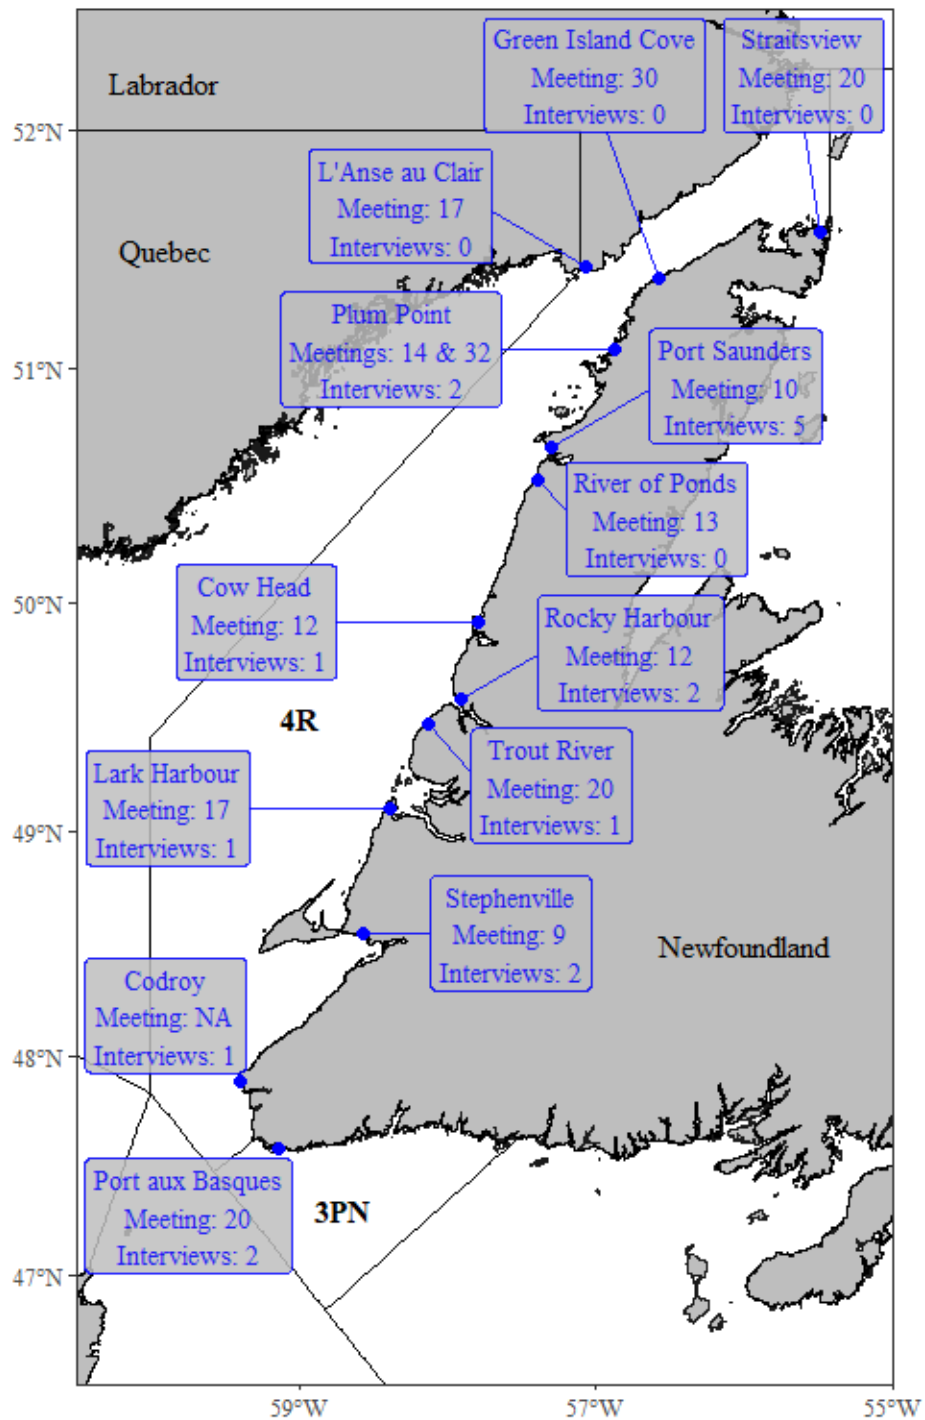 Green Island Cove
Meeting: 30
Interviews: 0
Straitsview
Meeting: 20
Interviews: 0
Labrador
52°N
L'Anse au Clair
Meeting: 17
Interviews: 0
Quebec
Plum Point
Meetings: 14 & 32
Interviews: 2
51°N
Port Saunders
Meeting: 10
Interviews: 5
River of Ponds
Meeting: 13
Interviews: 0
Cow Head
Meeting: 12
Interviews: 1
50°N
Rocky Harbour
Meeting: 12
Interviews: 2
4R
Trout River
Meeting: 20
Interviews: 1
Lark Harbour
Meeting: 17
Interviews: 1
49°N
Stephenville
Meeting: 9
Interviews: 2
Newfoundland
Codroy
Meeting: NA
Interviews: 1
48°N
Port aux Basques
Meeting: 20
Interviews: 2
3PN
47°N
59°W
57°W
55°W